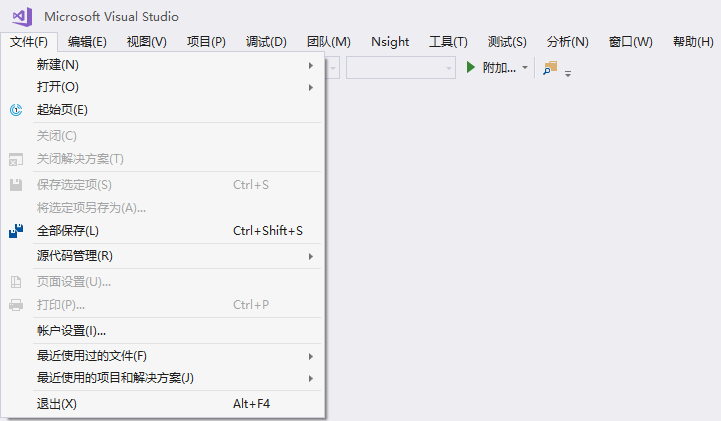 Microsoft Visual Studio
文件(F) 编辑(E) 视图(V) 项目(P) 调试(D) 团队(M) Nsight 工具(T) 测试(S) 分析(N) 窗口(W) 帮助(H)
附加...
新建(N)
打开(O)
起始页(E)
关闭(C)
关闭解决方案(T)
保存选定项(S) Ctrl+S
将选定项另存为(A)...
全部保存(L) Ctrl+Shift+S
源代码管理(R)
页面设置(U)...
打印(P)... Ctrl+P
帐户设置(I)...
最近使用过的文件(F)
最近使用的项目和解决方案(J)
退出(X) Alt+F4